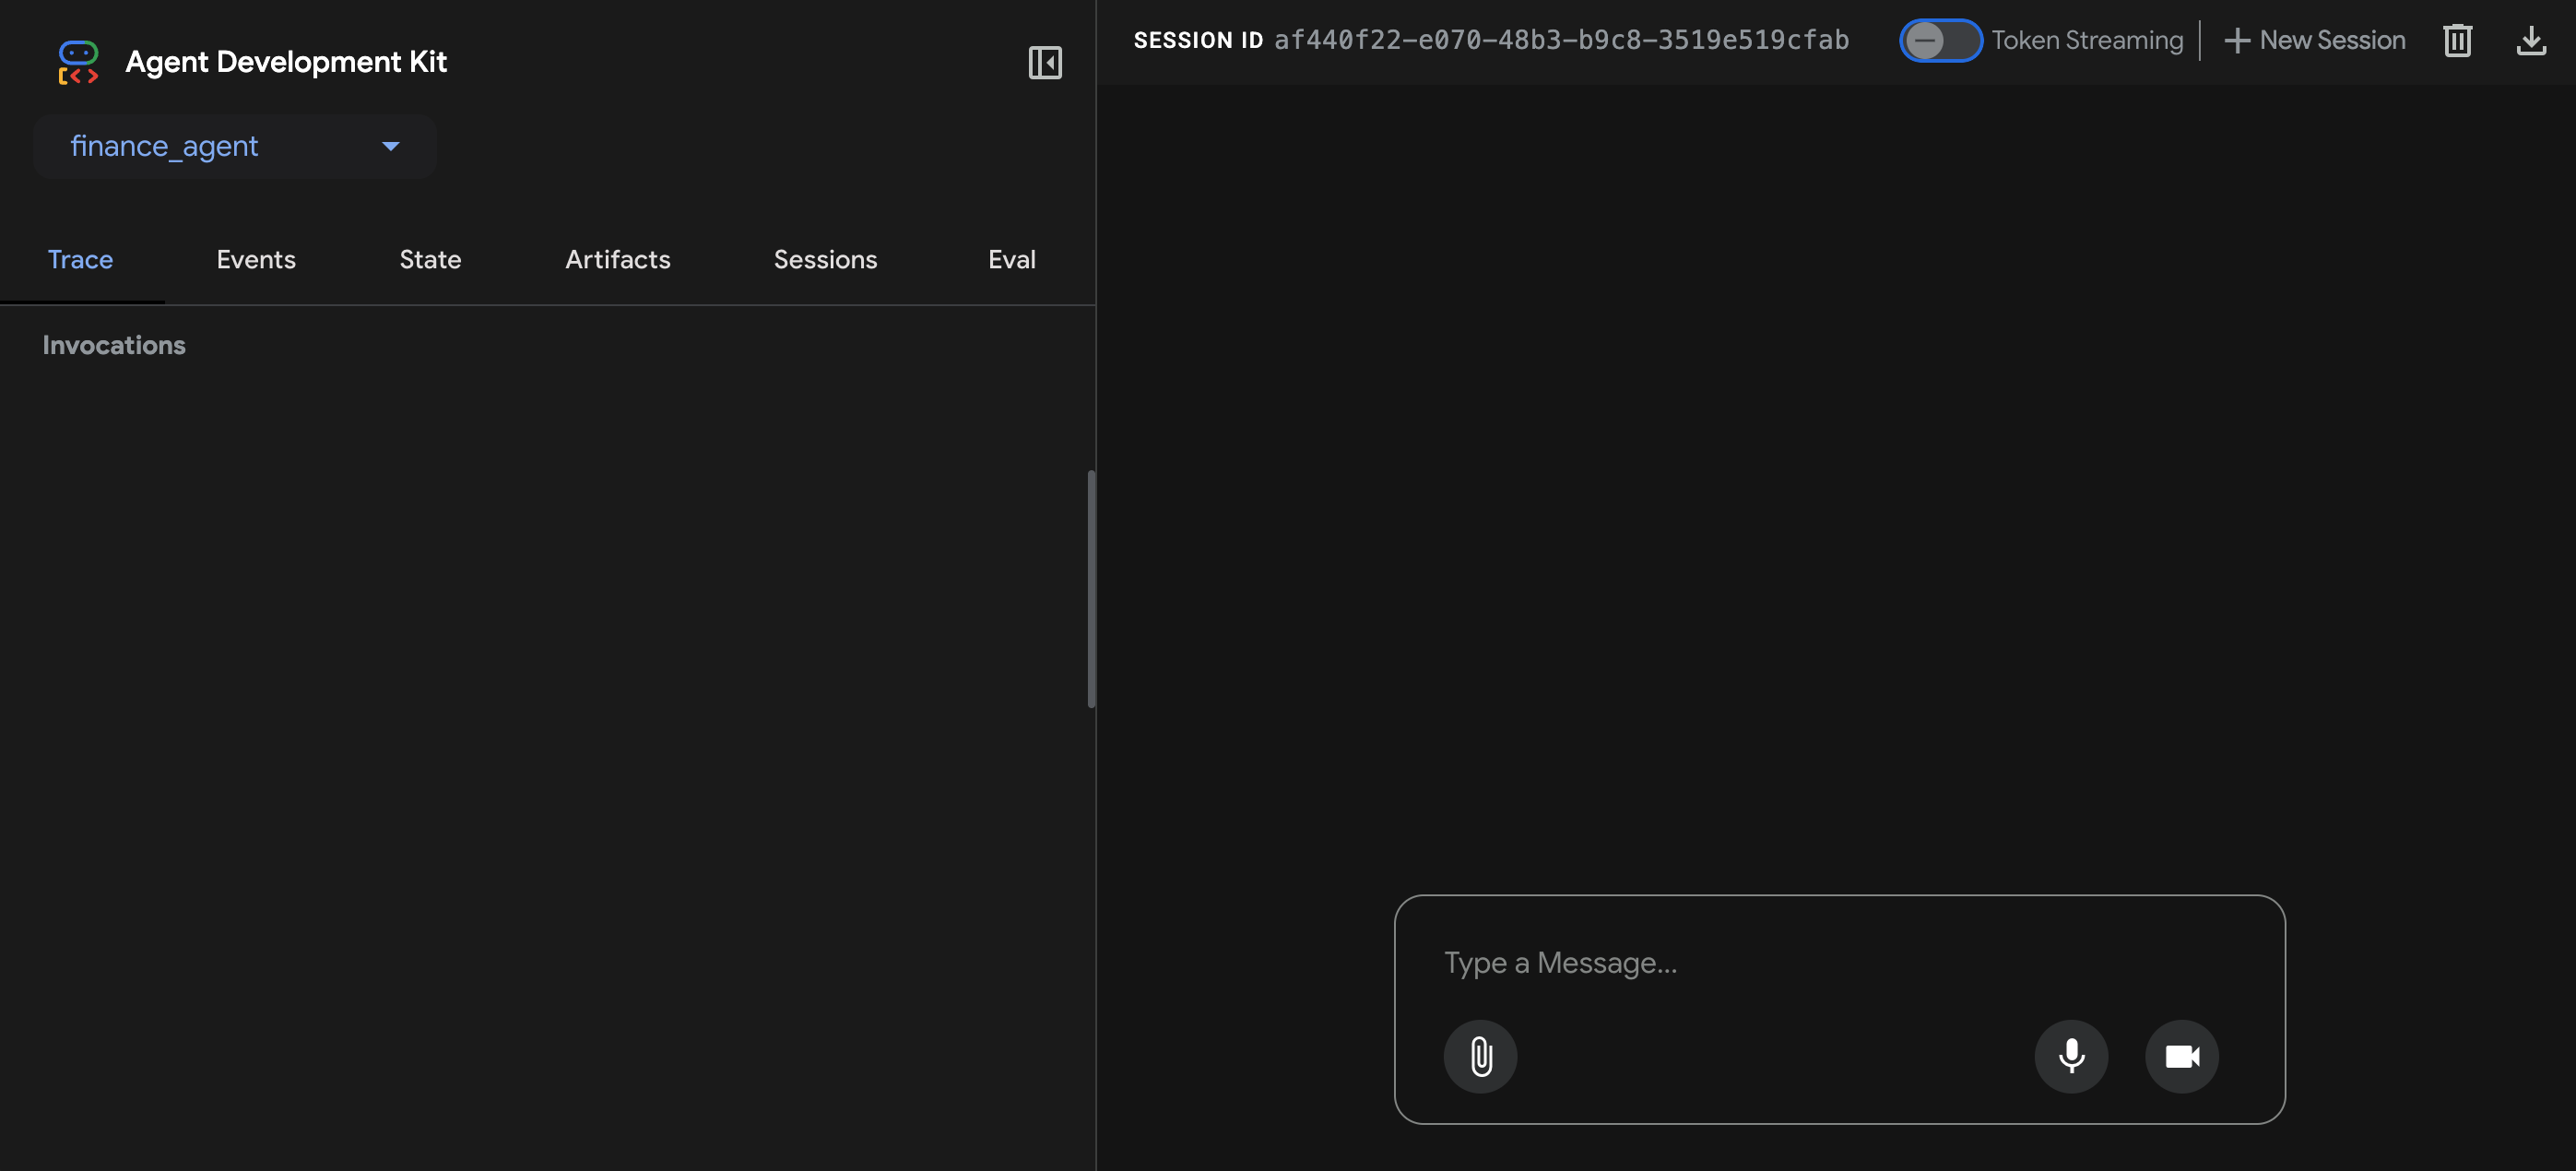 Agent Development Kit
finance_agent
Trace Events State Artifacts Sessions Eval
Invocations
SESSION ID af440f22-e070-48b3-b9c8-3519e519cfab Token Streaming New Session
Type a Message...